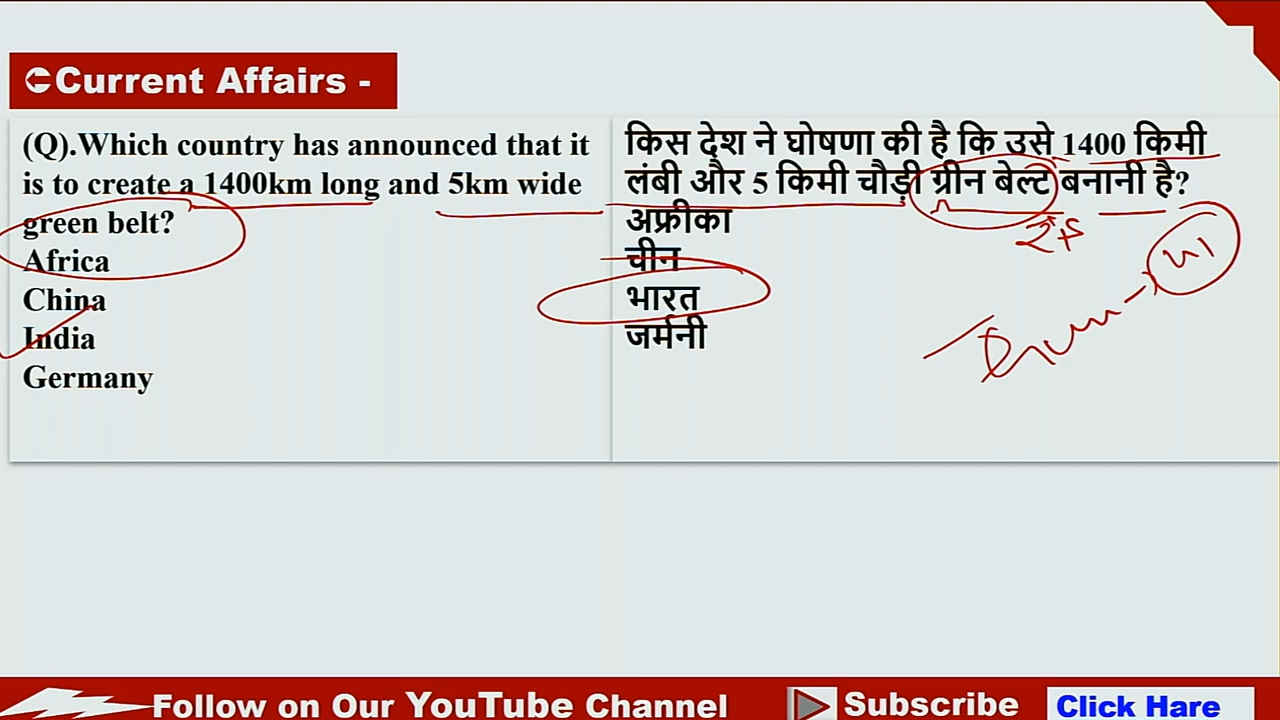 Current Affairs -
(Q).Which country has announced that it
is to create a 1400km long and 5km wide
green belt?
Africa
China
India
Germany
किस देश ने घोषणा की है कि उसे 1400 किमी
लंबी और 5 किमी चौड़ी ग्रीन बेल्ट बनानी है?
अफ्रीका
चीन
भारत
जर्मनी
Follow on Our YouTube Channel
Subscribe
Click Hare